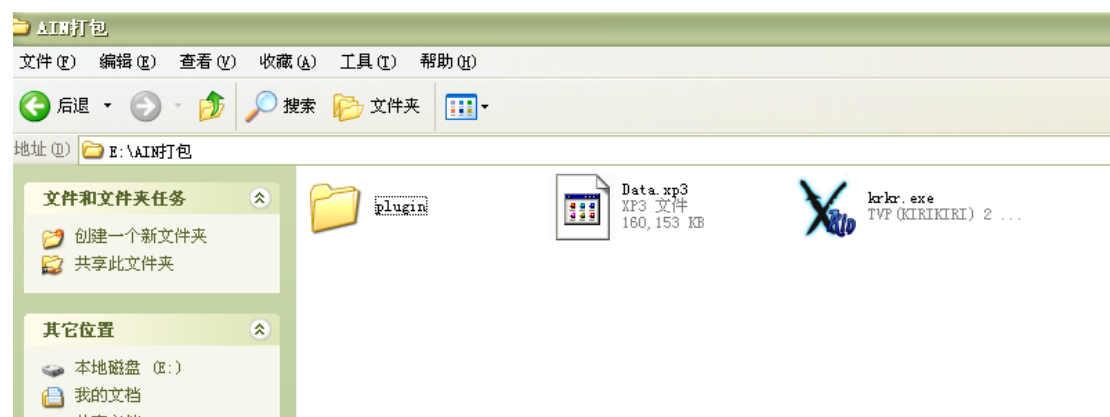 AIN打包
文件(F) 编辑(E) 查看(V) 收藏(A) 工具(T) 帮助(H)
后退 搜索 文件夹
地址(D) E:\AIN打包
文件和文件夹任务
创建一个新文件夹
共享此文件夹
其它位置
本地磁盘 (E:)
我的文档
plugin
Data.xp3
XP3 文件
160,153 KB
krkr.exe
TVP(KIRIKIRI) 2 ...